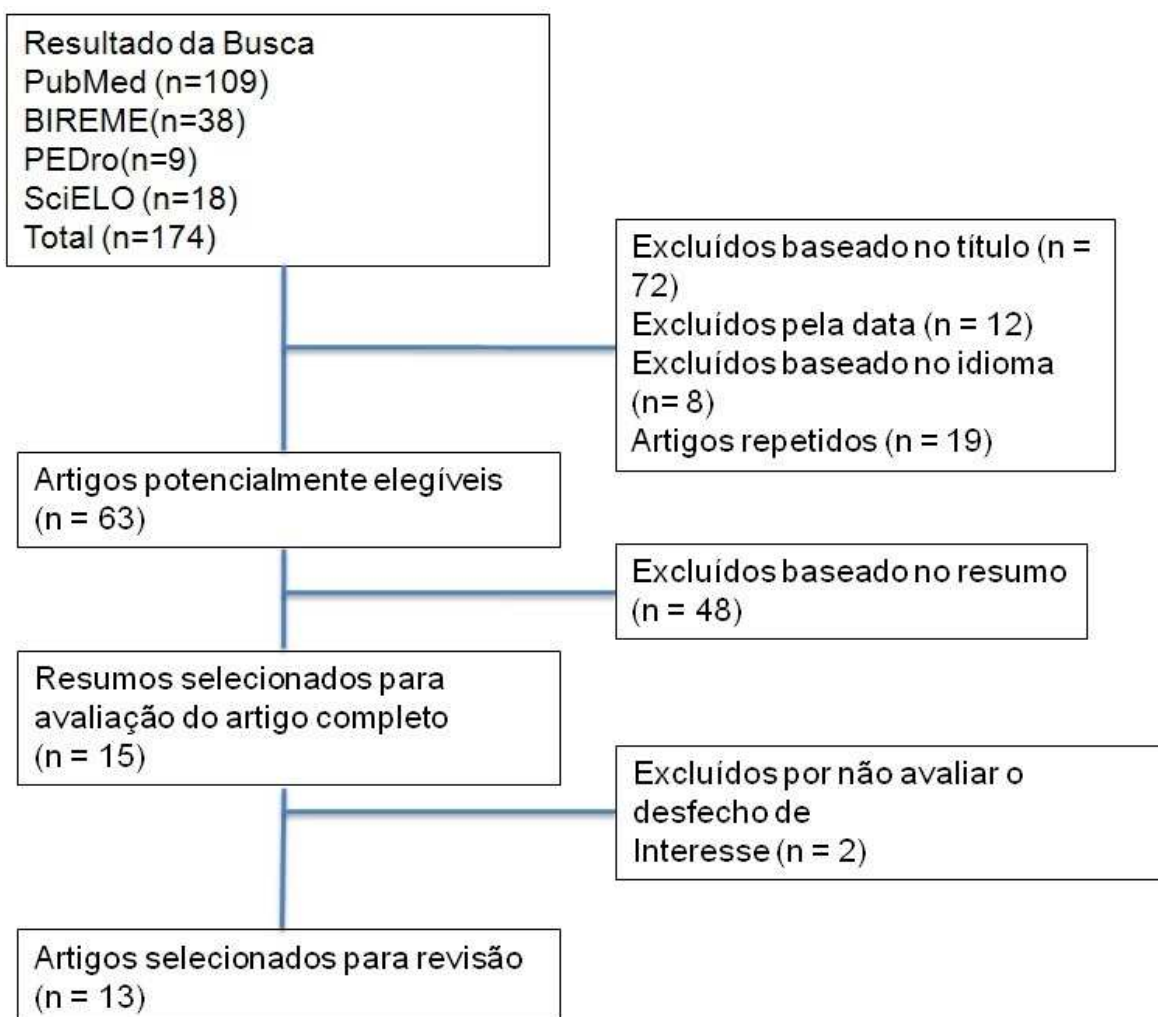 Resultado da Busca
PubMed (n=109)
BIREME(n=38)
PEDro(n=9)
SciELO (n=18)
Total (n=174)
Excluídos baseado no título (n =
72)
Excluídos pela data (n = 12)
Excluídos baseado no idioma
(n= 8)
Artigos repetidos (n = 19)
Artigos potencialmente elegíveis
(n = 63)
Excluídos baseado no resumo
(n = 48)
Resumos selecionados para
avaliação do artigo completo
(n = 15)
Excluídos por não avaliar o
desfecho de
Interesse (n = 2)
Artigos selecionados para revisão
(n = 13)